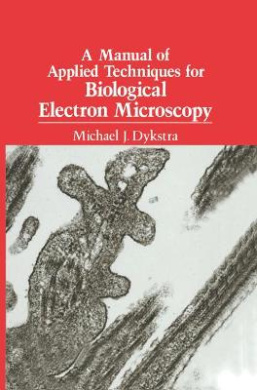 A Manual of
Applied Techniques for
Biological
Electron Microscopy
Michael J. Dykstra